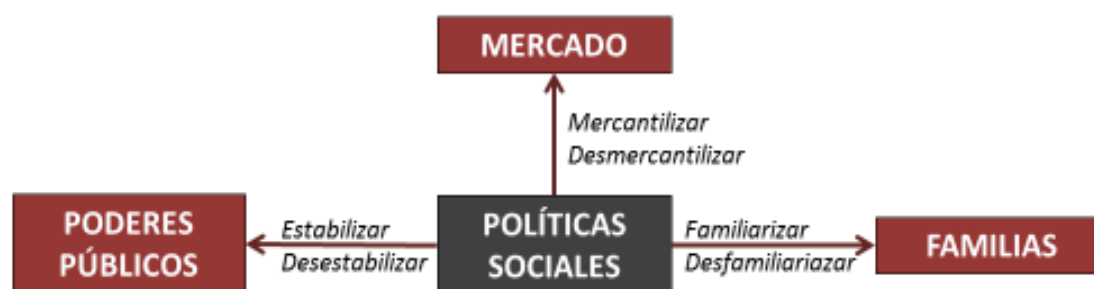 MERCADO
Mercantilizar
Desmercantilizar
PODERES
PÚBLICOS
Estabilizar
Desestabilizar
POLÍTICAS
SOCIALES
Familiarizar
Desfamiliariazar
FAMILIAS